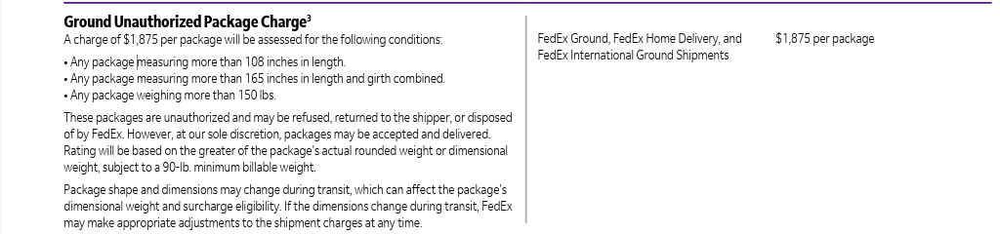 Ground Unauthorized Package Charge³
A charge of $1,875 per package will be assessed for the following conditions:
• Any package measuring more than 108 inches in length.
• Any package measuring more than 165 inches in length and girth combined.
• Any package weighing more than 150 lbs.
These packages are unauthorized and may be refused, returned to the shipper, or disposed
of by FedEx. However, at our sole discretion, packages may be accepted and delivered.
Rating will be based on the greater of the package's actual rounded weight or dimensional
weight, subject to a 90-lb. minimum billable weight.
Package shape and dimensions may change during transit, which can affect the package's
dimensional weight and surcharge eligibility. If the dimensions change during transit, FedEx
may make appropriate adjustments to the shipment charges at any time.
FedEx Ground, FedEx Home Delivery, and
FedEx International Ground Shipments
$1,875 per package